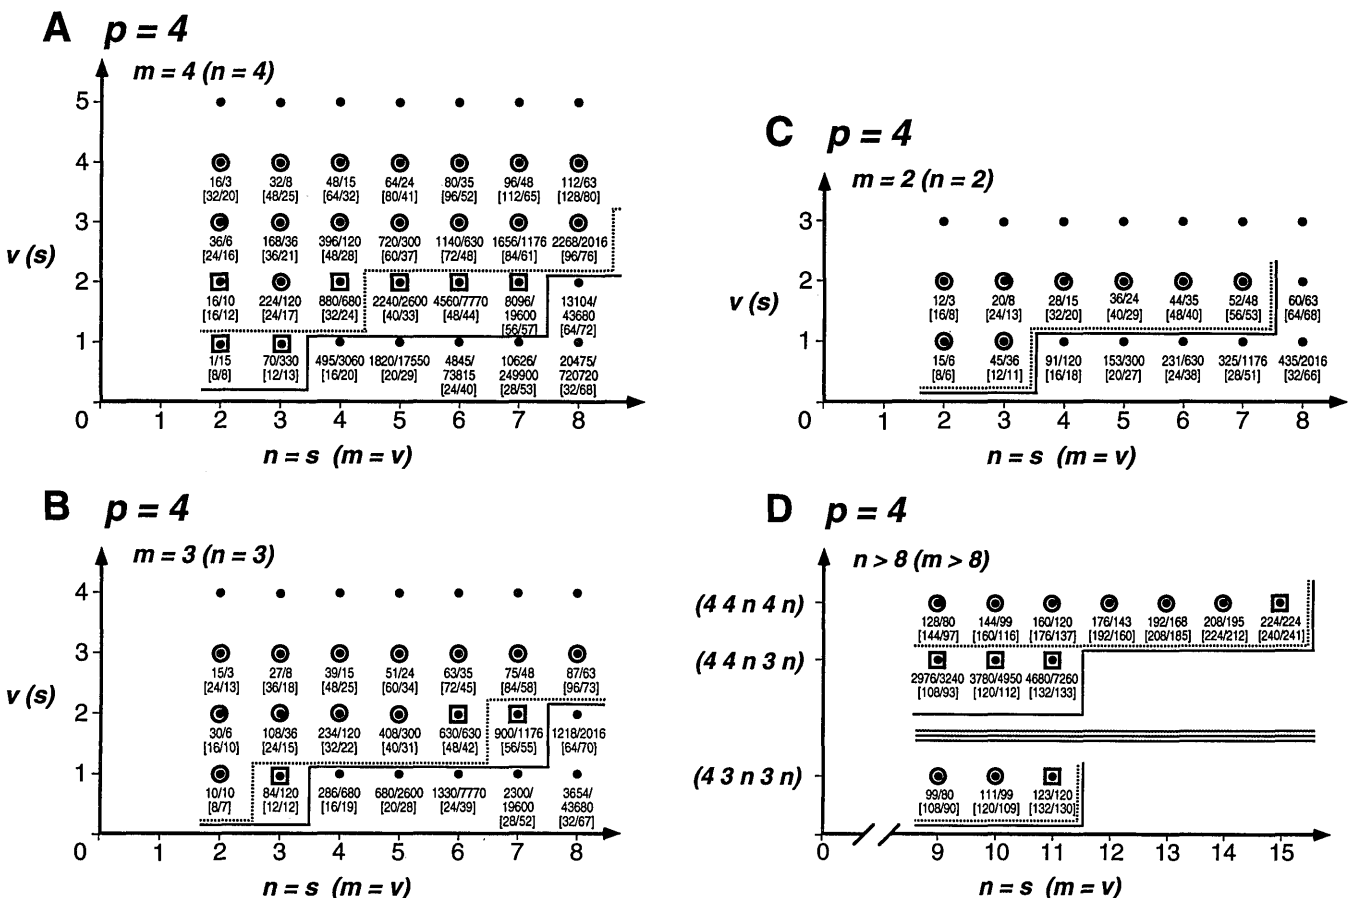 A p = 4
m = 4 (n = 4)
5
4
16/3 32/8 48/15 64/24 80/35 96/48 112/63
[32/20] [48/25] [64/32] [80/41] [96/52] [112/65] [128/80]
3
36/6 168/36 396/120 720/300 1140/630 1656/1176 2268/2016
[24/16] [36/21] [48/28] [60/37] [72/48] [84/61] [96/76]
v (s)
2
16/10 224/120 880/680 2240/2600 4560/7770 8096/ 13104/
[16/12] [24/17] [32/24] [40/33] [48/44] 19600 43680
[56/57] [64/72]
1
1/15 70/330 495/3060 1820/17550 4845/ 10626/ 20475/
[8/8] [12/13] [16/20] [20/29] 73815 249900 720720
[24/40] [28/53] [32/68]
0 1 2 3 4 5 6 7 8
n = s (m = v)
B p = 4
m = 3 (n = 3)
4
3
15/3 27/8 39/15 51/24 63/35 75/48 87/63
[24/13] [36/18] [48/25] [60/34] [72/45] [84/58] [96/73]
v (s)
2
30/6 108/36 234/120 408/300 630/630 900/1176 1218/2016
[16/10] [24/15] [32/22] [40/31] [48/42] [56/55] [64/70]
1
10/10 84/120 286/680 680/2600 1330/7770 2300/ 3654/
[8/7] [12/12] [16/19] [20/28] [24/39] 19600 43680
[28/52] [32/67]
0 1 2 3 4 5 6 7 8
n = s (m = v)
C p = 4
m = 2 (n = 2)
3
v (s)
2
12/3 20/8 28/15 36/24 44/35 52/48 60/63
[16/8] [24/13] [32/20] [40/29] [48/40] [56/53] [64/68]
1
15/6 45/36 91/120 153/300 231/630 325/1176 435/2016
[8/6] [12/11] [16/18] [20/27] [24/38] [28/51] [32/66]
0 1 2 3 4 5 6 7 8
n = s (m = v)
D p = 4
n > 8 (m > 8)
(4 4 n 4 n)
128/80 144/99 160/120 176/143 192/168 208/195 224/224
[144/97] [160/116] [176/137] [192/160] [208/185] [224/212] [240/241]
(4 4 n 3 n)
2976/3240 3780/4950 4680/7260
[108/93] [120/112] [132/133]
(4 3 n 3 n)
99/80 111/99 123/120
[108/90] [120/109] [132/130]
0 9 10 11 12 13 14 15
n = s (m = v)